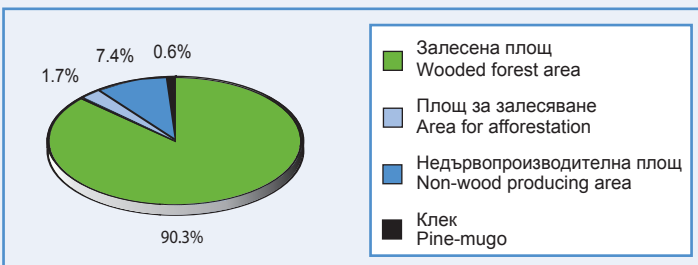 7.4%
0.6%
1.7%
90.3%
Залесена площ
Wooded forest area
Площ за залесяване
Area for afforestation
Недървопроизводителна площ
Non-wood producing area
Клек
Pine-mugo